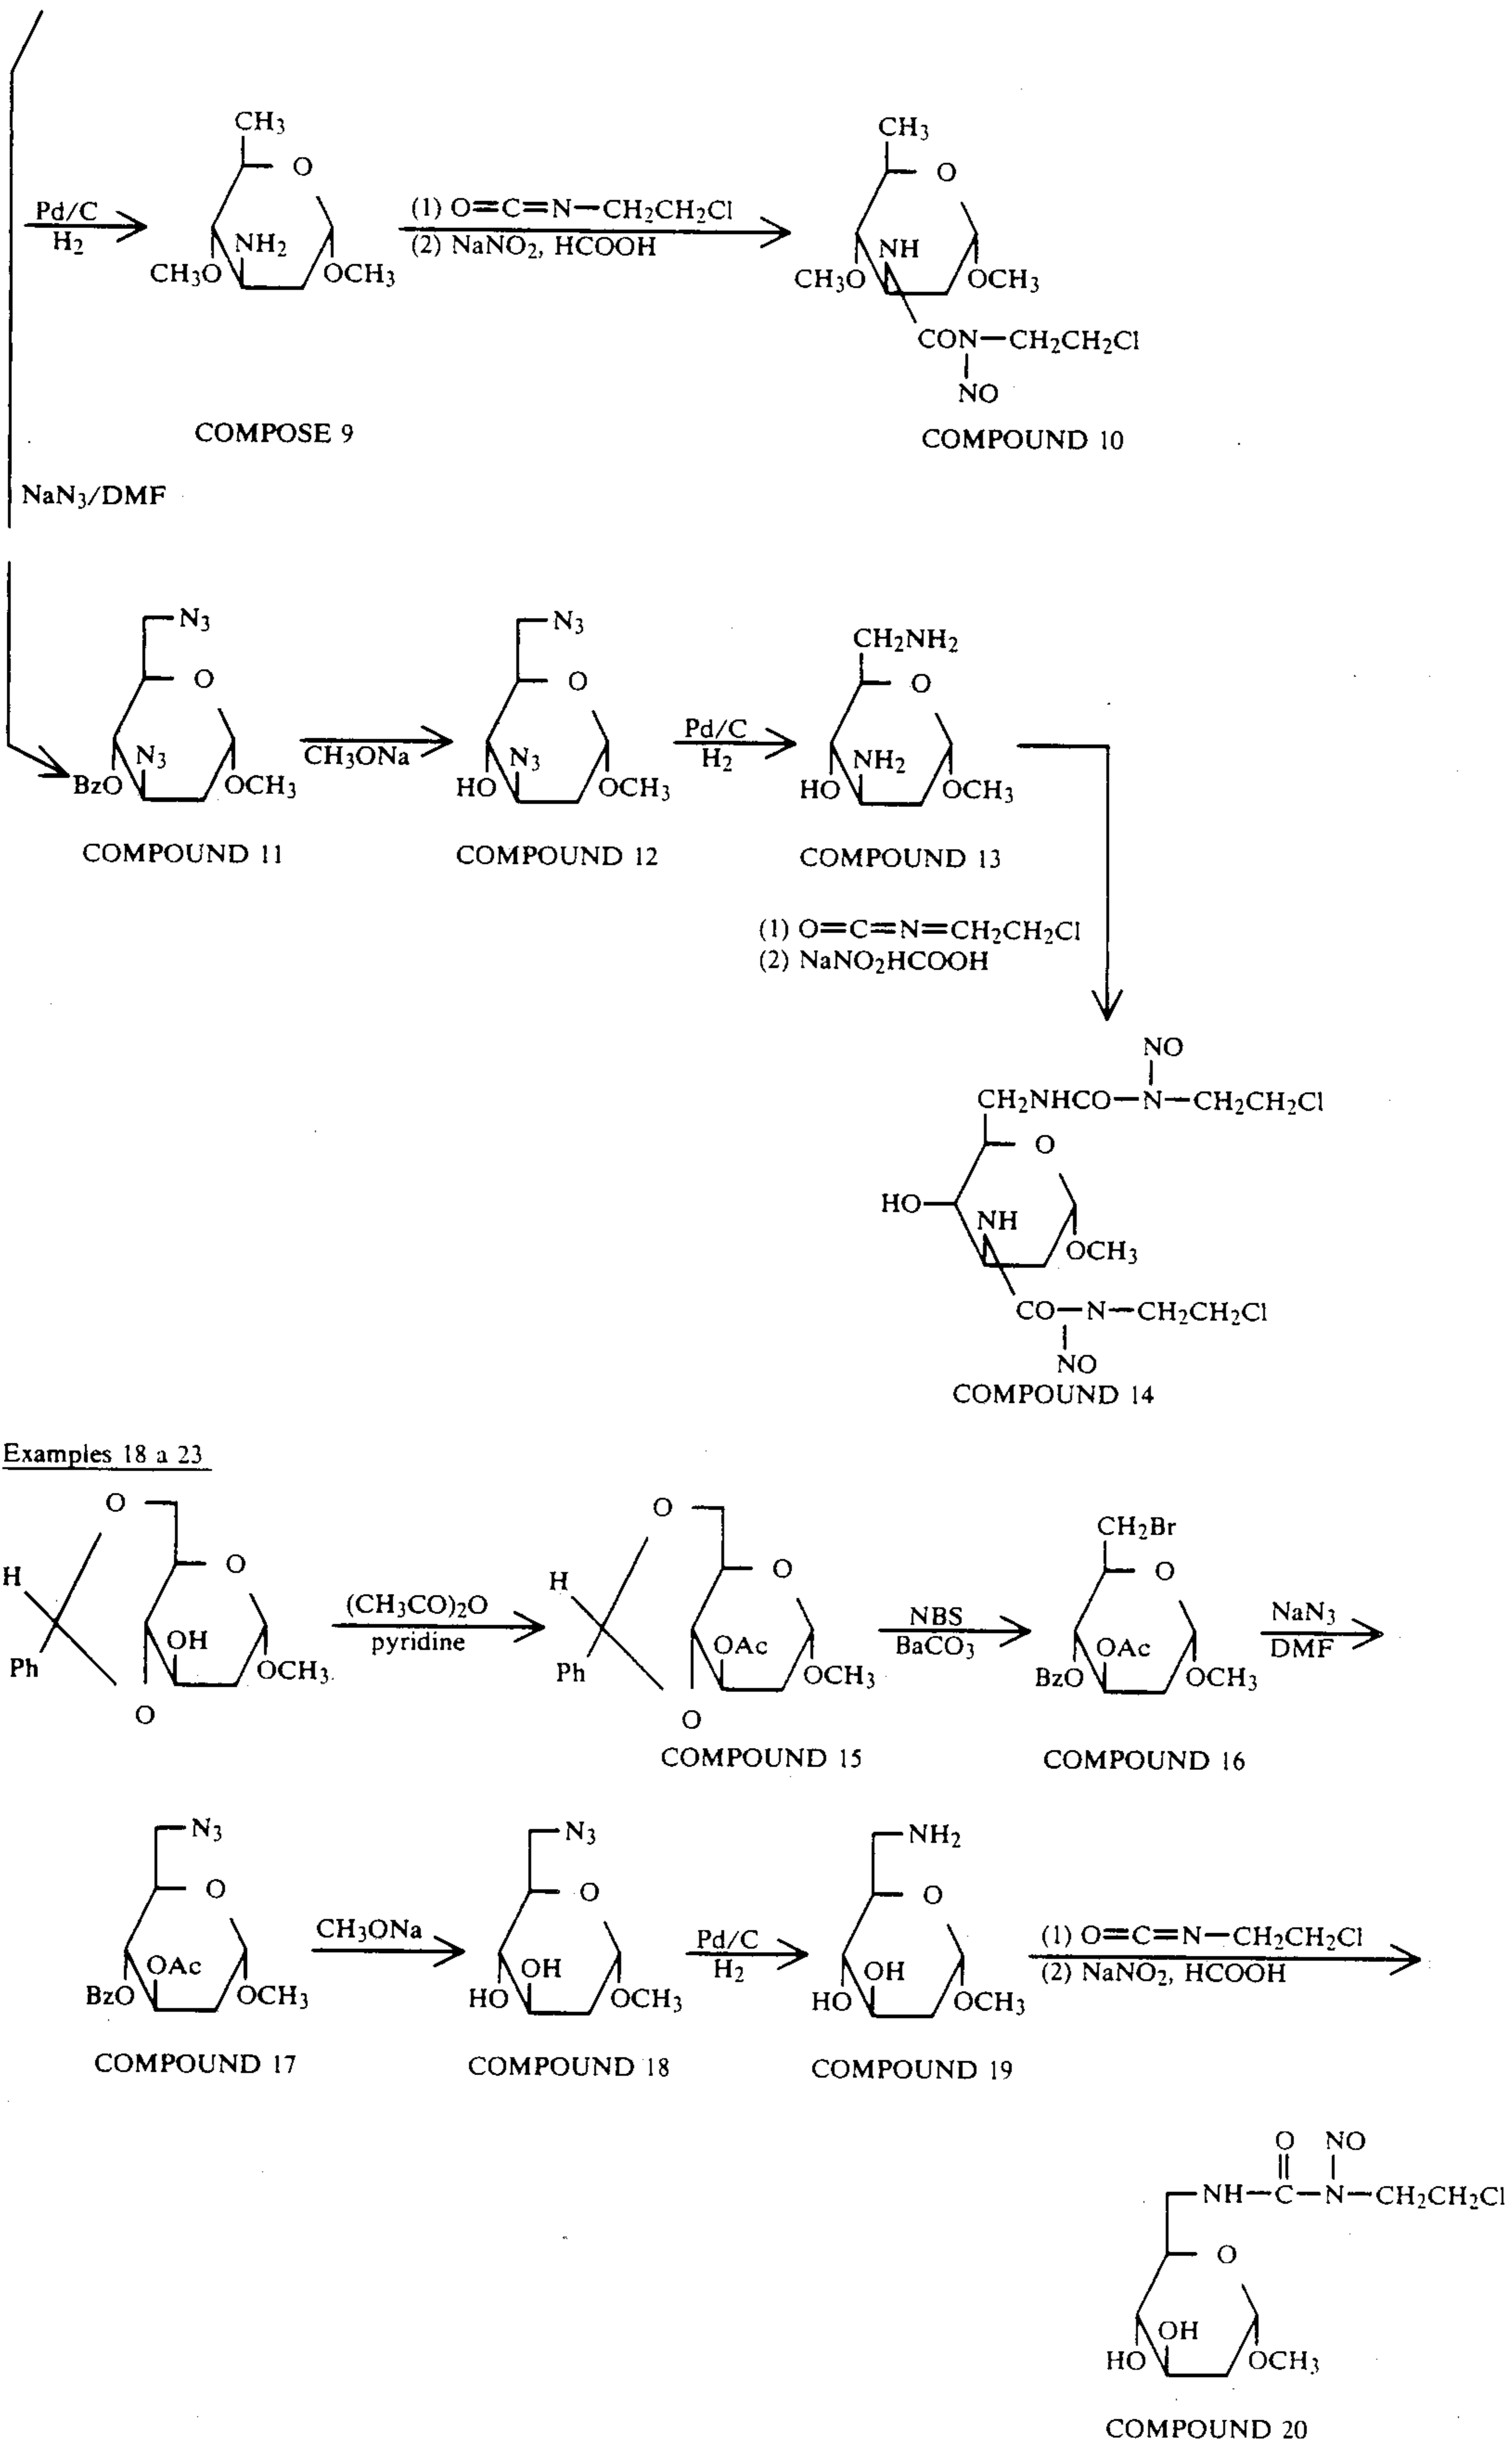 CH3
O
NH2
CH3O
OCH3
Pd/C
H2
(1) O=C=N—CH2CH2Cl
(2) NaNO2, HCOOH
CH3
O
NH
CH3O
OCH3
CON—CH2CH2Cl
NO
COMPOSE 9
COMPOUND 10
NaN3/DMF
N3
O
N3
BzO
OCH3
COMPOUND 11
CH3ONa
N3
O
N3
HO
OCH3
COMPOUND 12
Pd/C
H2
CH2NH2
O
NH2
HO
OCH3
COMPOUND 13
(1) O=C=N=CH2CH2Cl
(2) NaNO2HCOOH
NO
CH2NHCO—N—CH2CH2Cl
O
HO
NH
OCH3
CO—N—CH2CH2Cl
NO
COMPOUND 14
Examples 18 a 23
O
O
H
OH
Ph
OCH3
O
(CH3CO)2O
pyridine
O
O
H
OAc
Ph
OCH3
O
COMPOUND 15
NBS
BaCO3
CH2Br
O
OAc
BzO
OCH3
COMPOUND 16
NaN3
DMF
N3
O
OAc
BzO
OCH3
COMPOUND 17
CH3ONa
N3
O
OH
HO
OCH3
COMPOUND 18
Pd/C
H2
NH2
O
OH
HO
OCH3
COMPOUND 19
(1) O=C=N—CH2CH2Cl
(2) NaNO2, HCOOH
O NO
NH—C—N—CH2CH2Cl
O
OH
HO
OCH3
COMPOUND 20